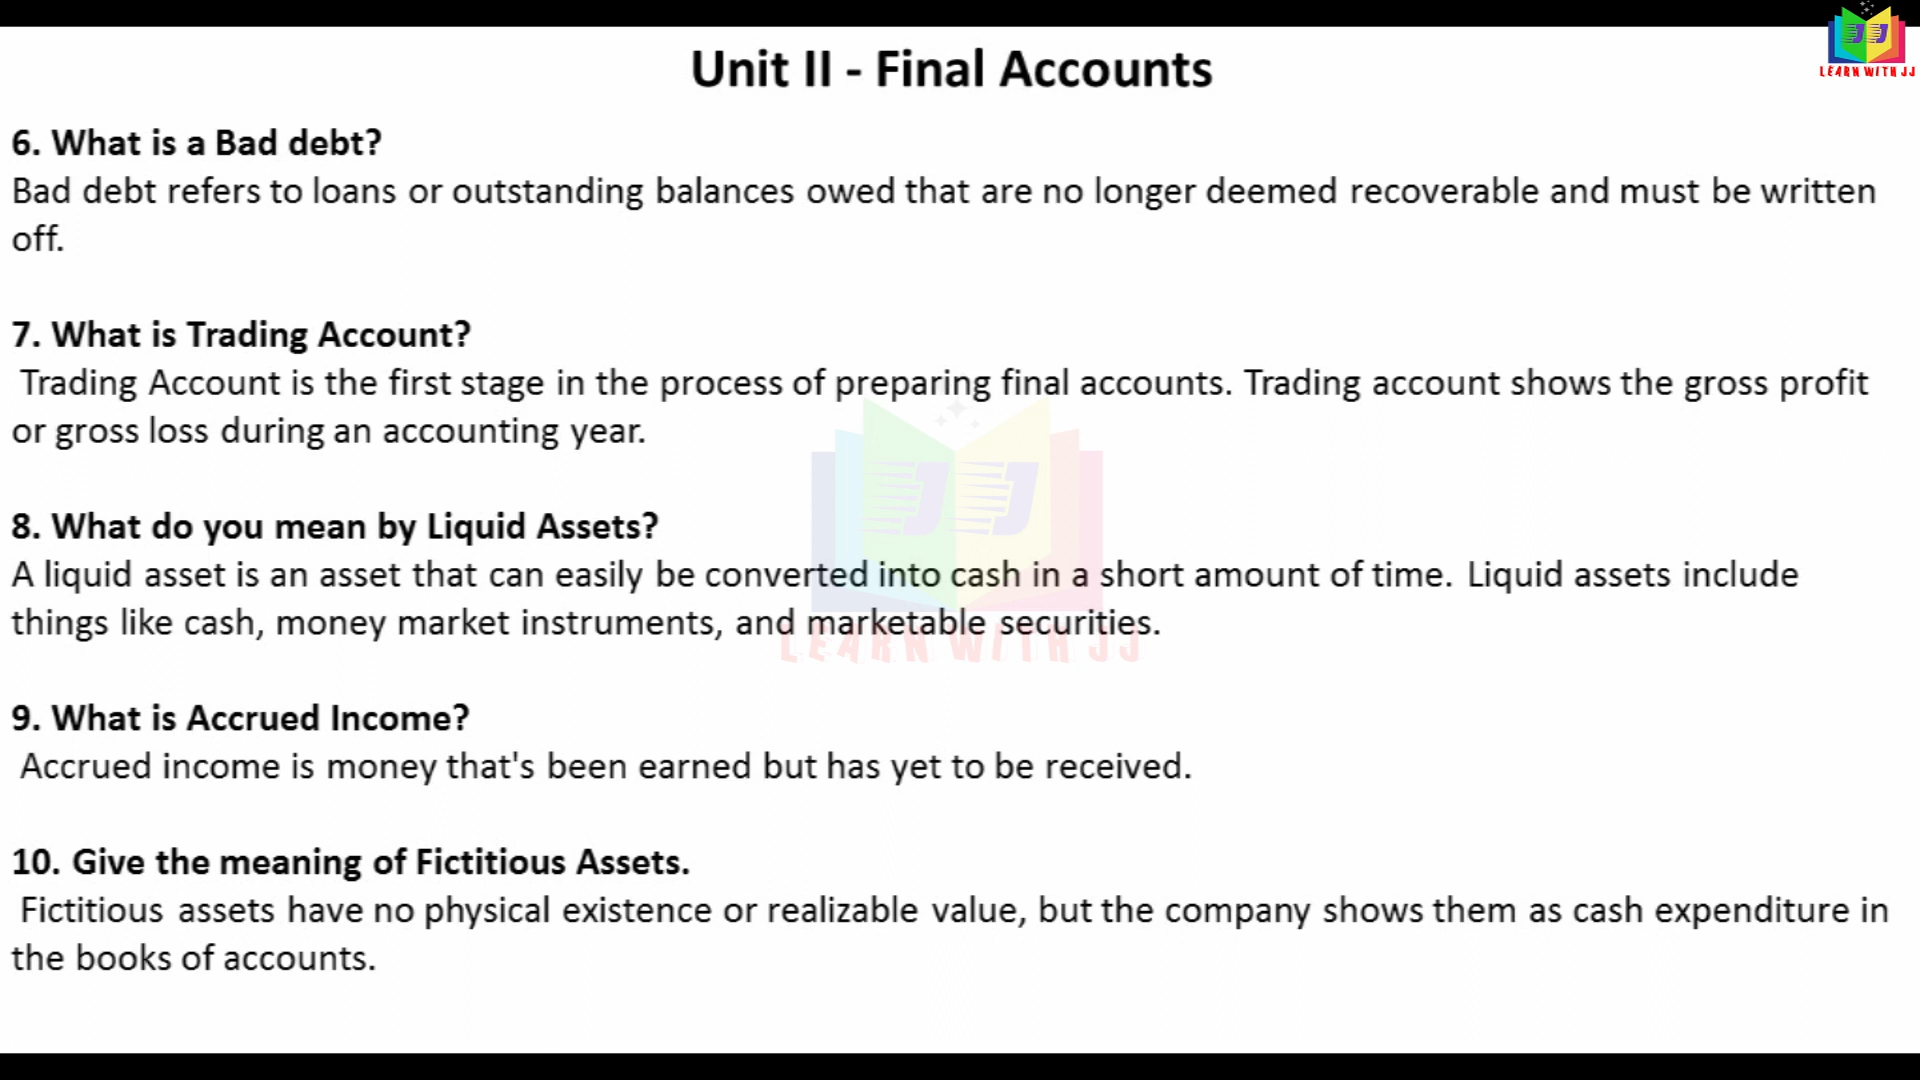 LEARN WITH JJ
Unit II - Final Accounts
6. What is a Bad debt?
Bad debt refers to loans or outstanding balances owed that are no longer deemed recoverable and must be written
off.
7. What is Trading Account?
Trading Account is the first stage in the process of preparing final accounts. Trading account shows the gross profit
or gross loss during an accounting year.
8. What do you mean by Liquid Assets?
A liquid asset is an asset that can easily be converted into cash in a short amount of time. Liquid assets include
things like cash, money market instruments, and marketable securities.
LEARN WITH JJ
9. What is Accrued Income?
Accrued income is money that's been earned but has yet to be received.
10. Give the meaning of Fictitious Assets.
Fictitious assets have no physical existence or realizable value, but the company shows them as cash expenditure in
the books of accounts.